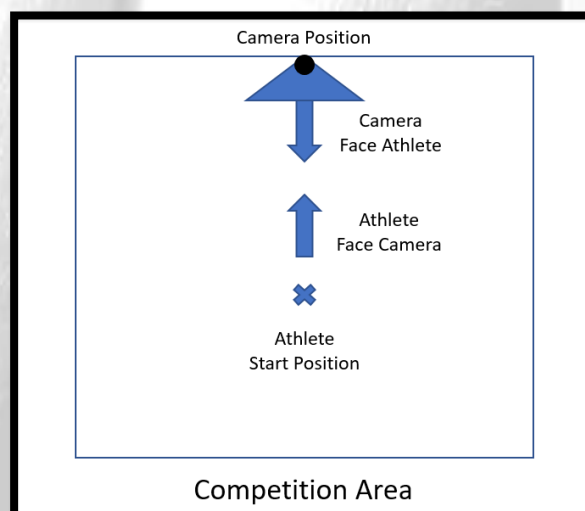 Camera Position
Camera
Face Athlete
Athlete
Face Camera
Athlete
Start Position
Competition Area